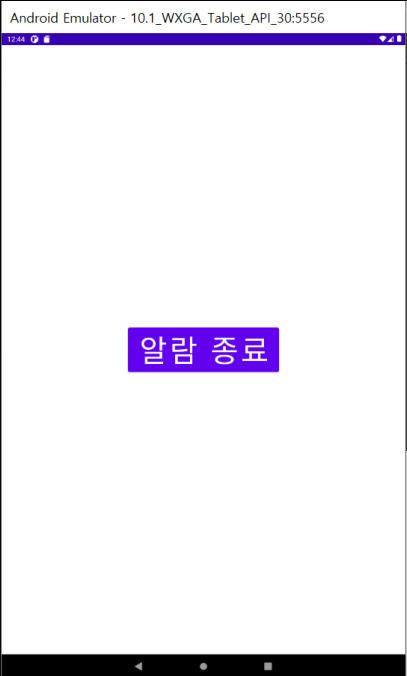 Android Emulator - 10.1_WXGA_Tablet_API_30:5556
12:44
알람 종료